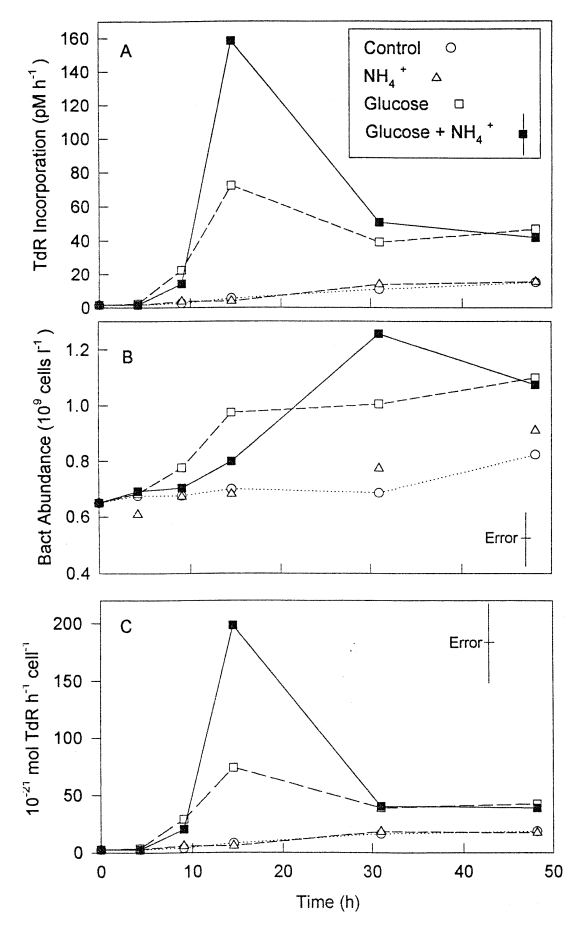 160
140
120
100
80
60
40
20
0
TdR Incorporation (pM h⁻¹)
A
Control
NH₄⁺
Glucose
Glucose + NH₄⁺
1.2
1.0
0.8
0.6
0.4
Bact Abundance (10⁹ cells l⁻¹)
B
Error
200
150
100
50
0
10⁻²¹ mol TdR h⁻¹ cell⁻¹
C
Error
0 10 20 30 40 50
Time (h)